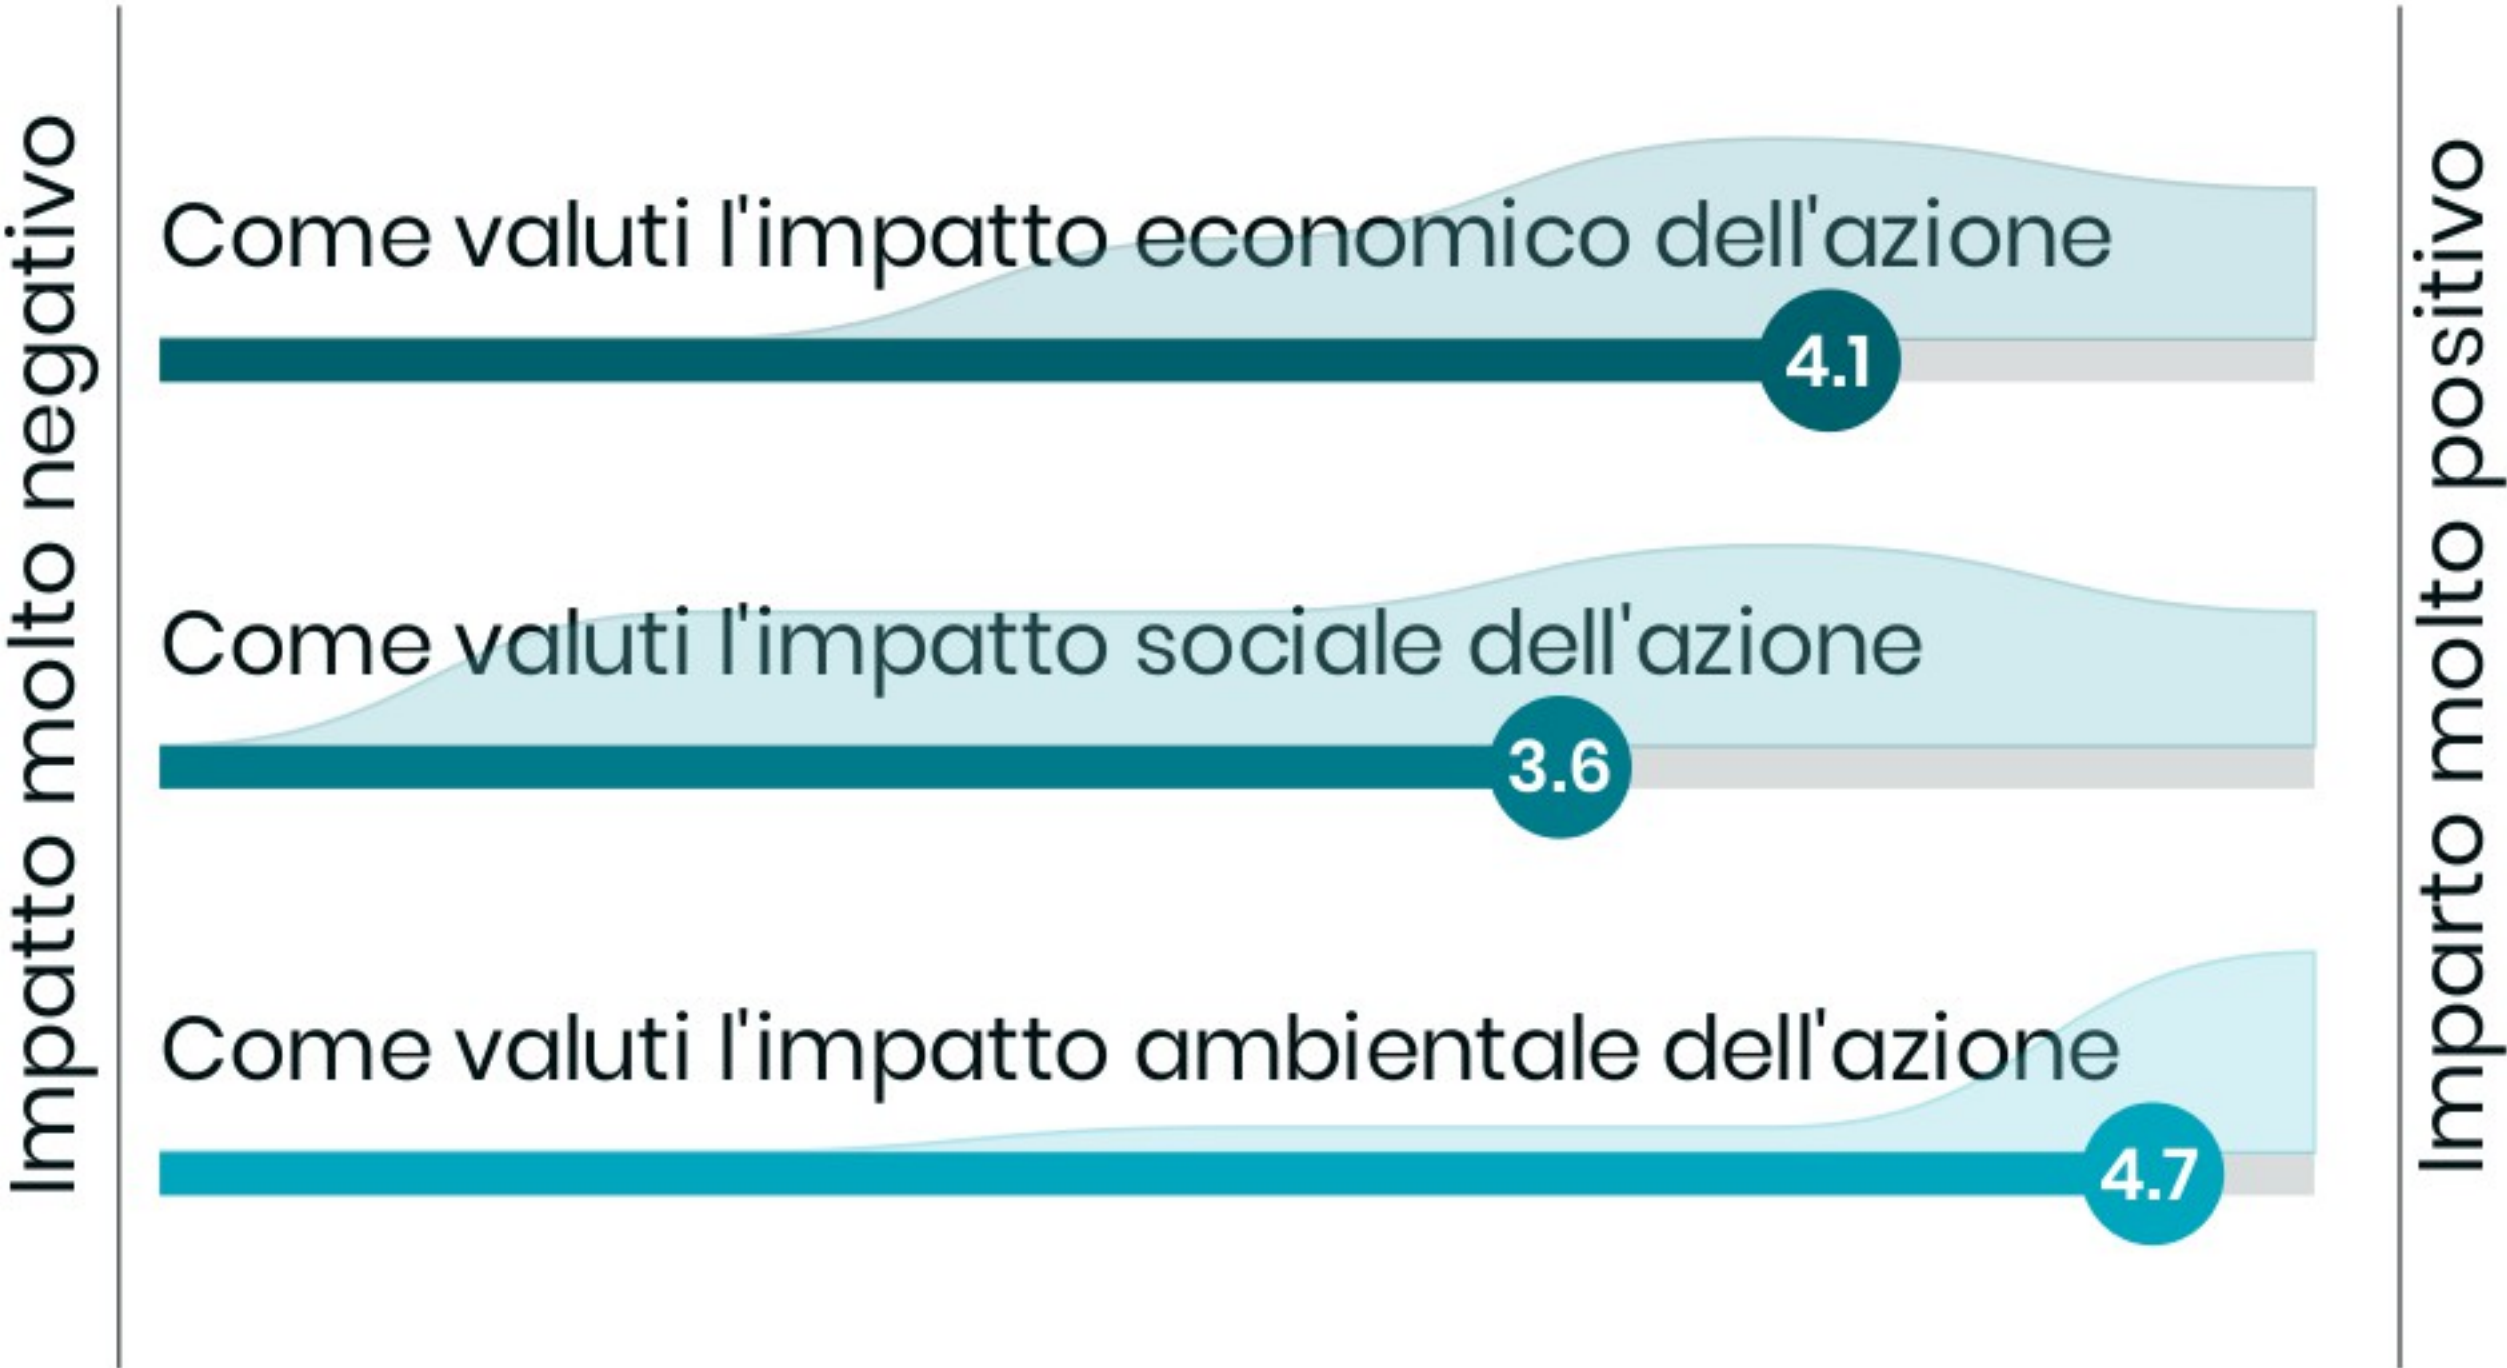 Impatto molto negativo
Come valuti l'impatto economico dell'azione
4.1
Come valuti l'impatto sociale dell'azione
3.6
Come valuti l'impatto ambientale dell'azione
4.7
Imparto molto positivo